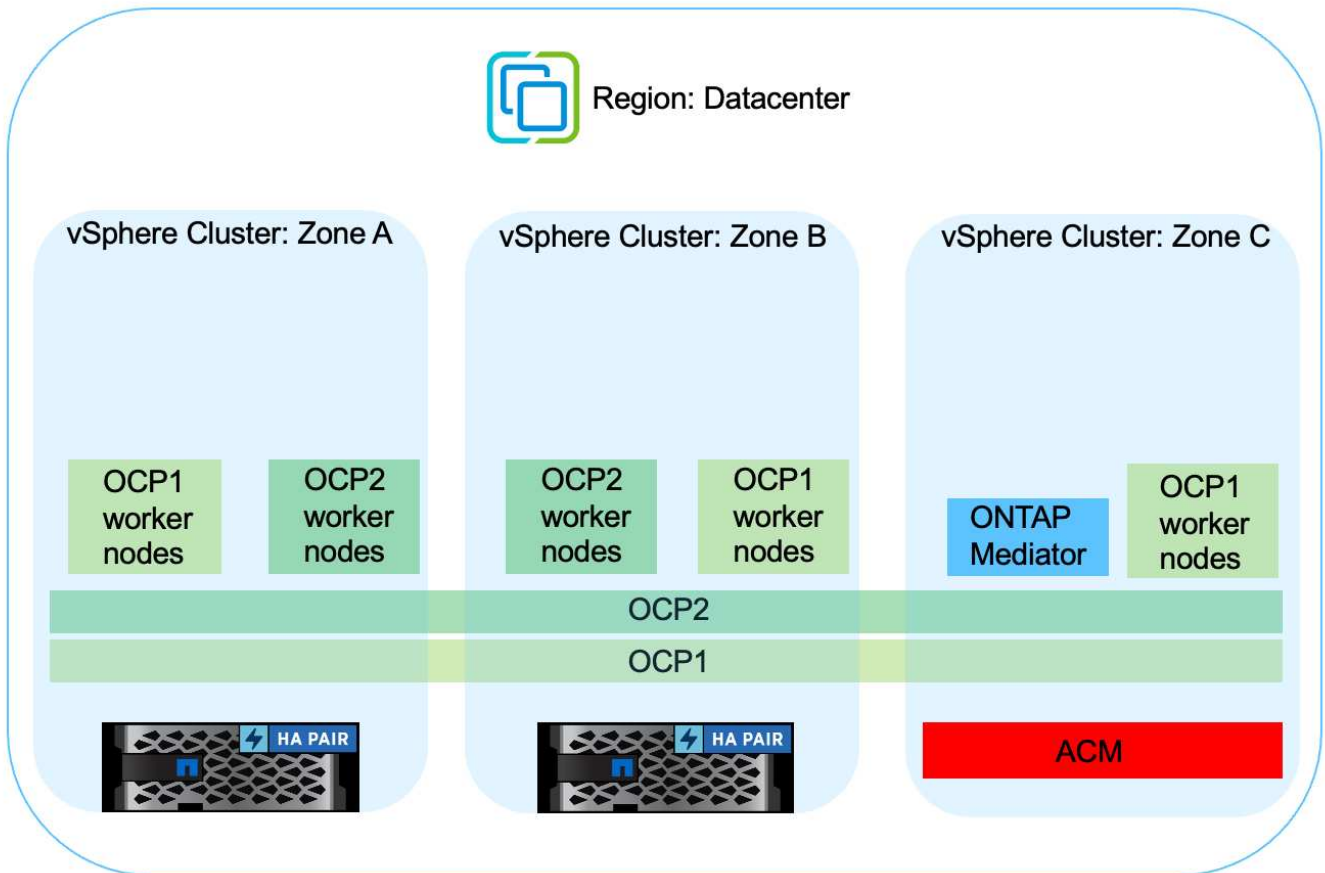 Region: Datacenter
vSphere Cluster: Zone A
vSphere Cluster: Zone B
vSphere Cluster: Zone C
OCP1
worker
nodes
OCP2
worker
nodes
OCP2
worker
nodes
OCP1
worker
nodes
ONTAP
Mediator
OCP1
worker
nodes
OCP2
OCP1
HA PAIR
HA PAIR
ACM